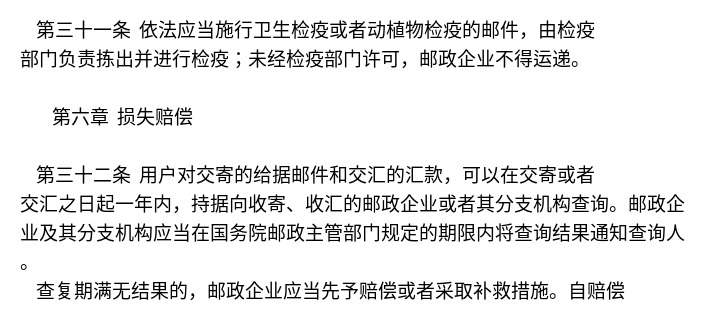 第三十一条 依法应当施行卫生检疫或者动植物检疫的邮件，由检疫
部门负责拣出并进行检疫；未经检疫部门许可，邮政企业不得运递。
第六章 损失赔偿
第三十二条 用户对交寄的给据邮件和交汇的汇款，可以在交寄或者
交汇之日起一年内，持据向收寄、收汇的邮政企业或者其分支机构查询。邮政企
业及其分支机构应当在国务院邮政主管部门规定的期限内将查询结果通知查询人
。
查复期满无结果的，邮政企业应当先予赔偿或者采取补救措施。自赔偿